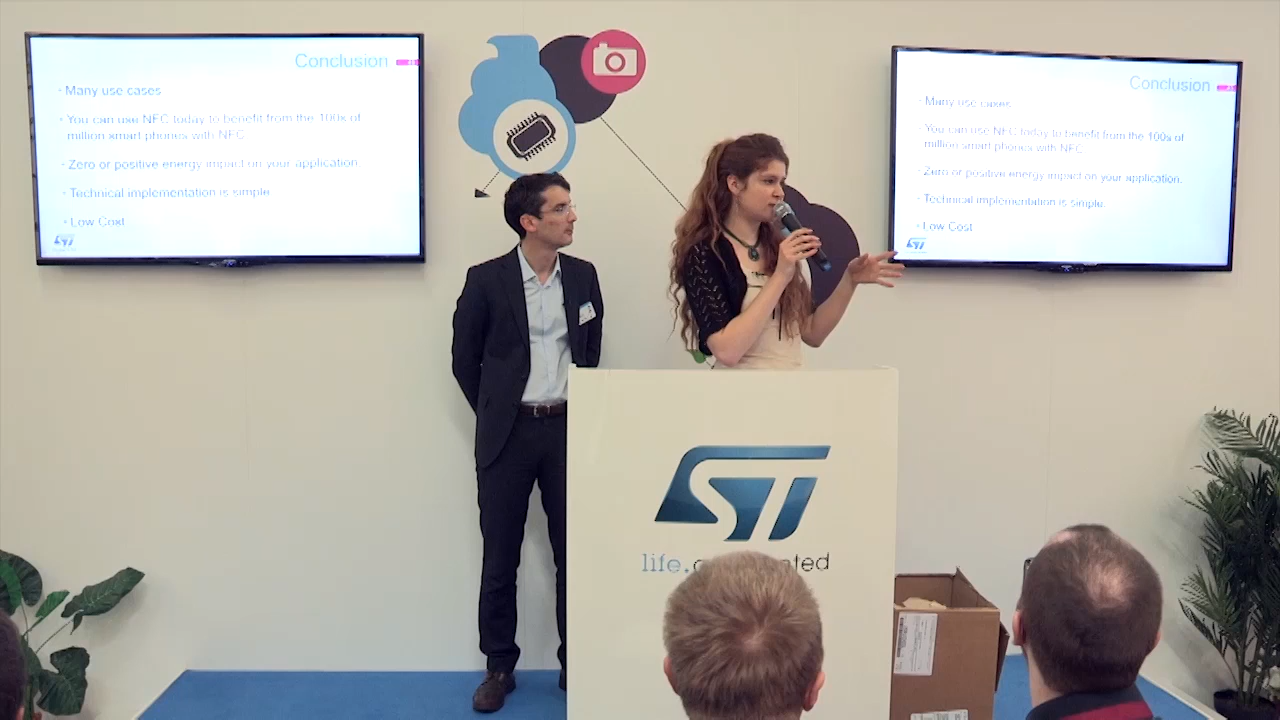 Conclusion
• Many use cases
• You can use NFC today to benefit from the 100s of
million smart phones with NFC
• Zero or positive energy impact on your application.
• Technical implementation is simple.
• Low Cost
ST
Conclusion
• Many use cases
• You can use NFC today to benefit from the 100s of
million smart phones with NFC
• Zero or positive energy impact on your application.
• Technical implementation is simple.
• Low Cost
ST
ST
life.